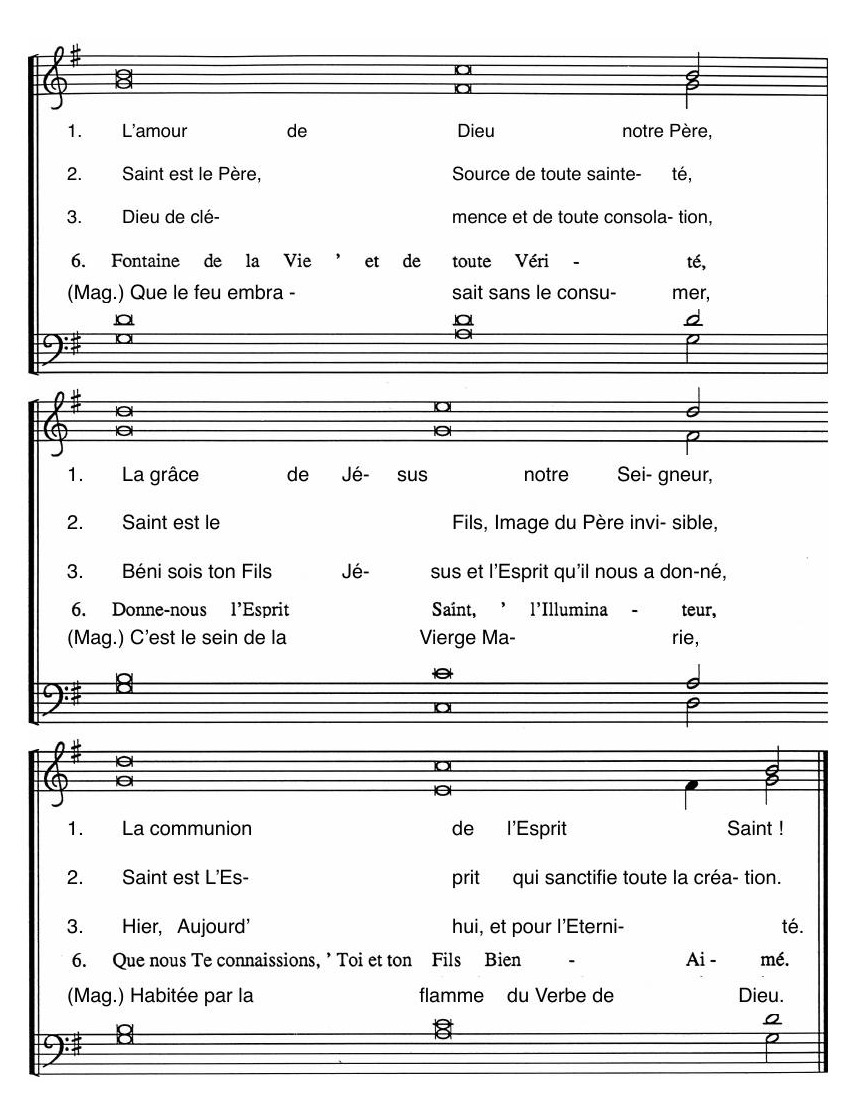 1. L'amour de Dieu notre Père,
2. Saint est le Père, Source de toute sainte- té,
3. Dieu de clé- mence et de toute consola- tion,
6. Fontaine de la Vie ' et de toute Véri - té,
(Mag.) Que le feu embra - sait sans le consu- mer,
1. La grâce de Jé- sus notre Sei- gneur,
2. Saint est le Fils, Image du Père invi- sible,
3. Béni sois ton Fils Jé- sus et l'Esprit qu'il nous a don-né,
6. Donne-nous l'Esprit Saint, ' l'Illumina - teur,
(Mag.) C'est le sein de la Vierge Ma- rie,
1. La communion de l'Esprit Saint !
2. Saint est L'Es- prit qui sanctifie toute la créa- tion.
3. Hier, Aujourd' hui, et pour l'Eterni- té.
6. Que nous Te connaissions, ' Toi et ton Fils Bien - Ai - mé.
(Mag.) Habitée par la flamme du Verbe de Dieu.